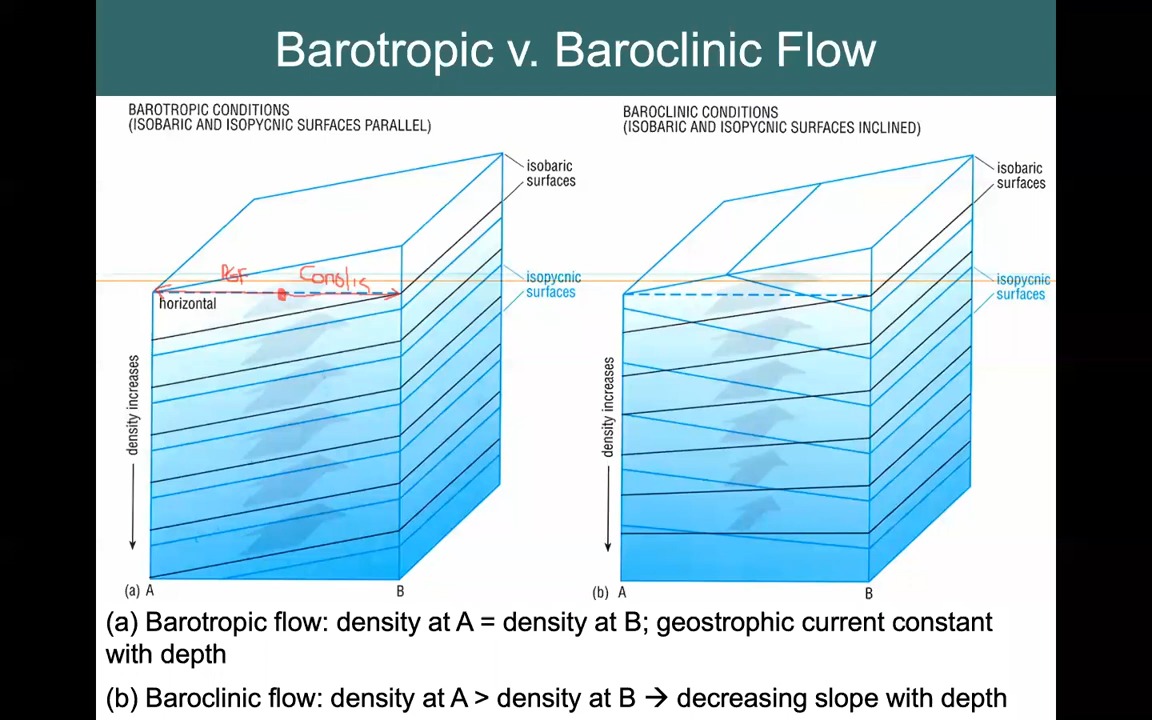 Barotropic v. Baroclinic Flow
BAROTROPIC CONDITIONS
(ISOBARIC AND ISOPYCNIC SURFACES PARALLEL)
isobaric
surfaces
PGF
Coriolis
horizontal
isopycnic
surfaces
density increases
(a) A
B
BAROCLINIC CONDITIONS
(ISOBARIC AND ISOPYCNIC SURFACES INCLINED)
isobaric
surfaces
isopycnic
surfaces
density increases
(b) A
B
(a) Barotropic flow: density at A = density at B; geostrophic current constant
with depth
(b) Baroclinic flow: density at A > density at B → decreasing slope with depth